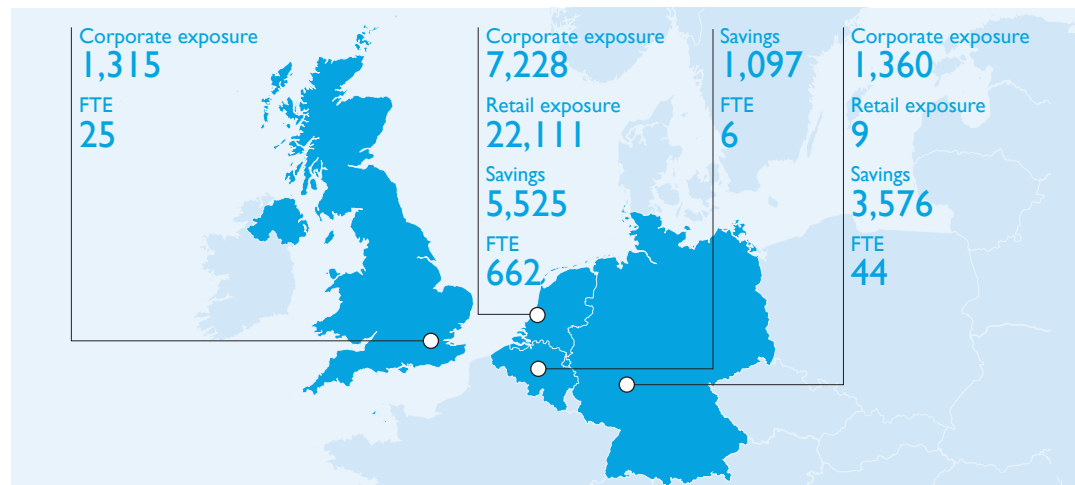 Corporate exposure
1,315
FTE
25
Corporate exposure
7,228
Retail exposure
22,111
Savings
5,525
FTE
662
Savings
1,097
FTE
6
Corporate exposure
1,360
Retail exposure
9
Savings
3,576
FTE
44